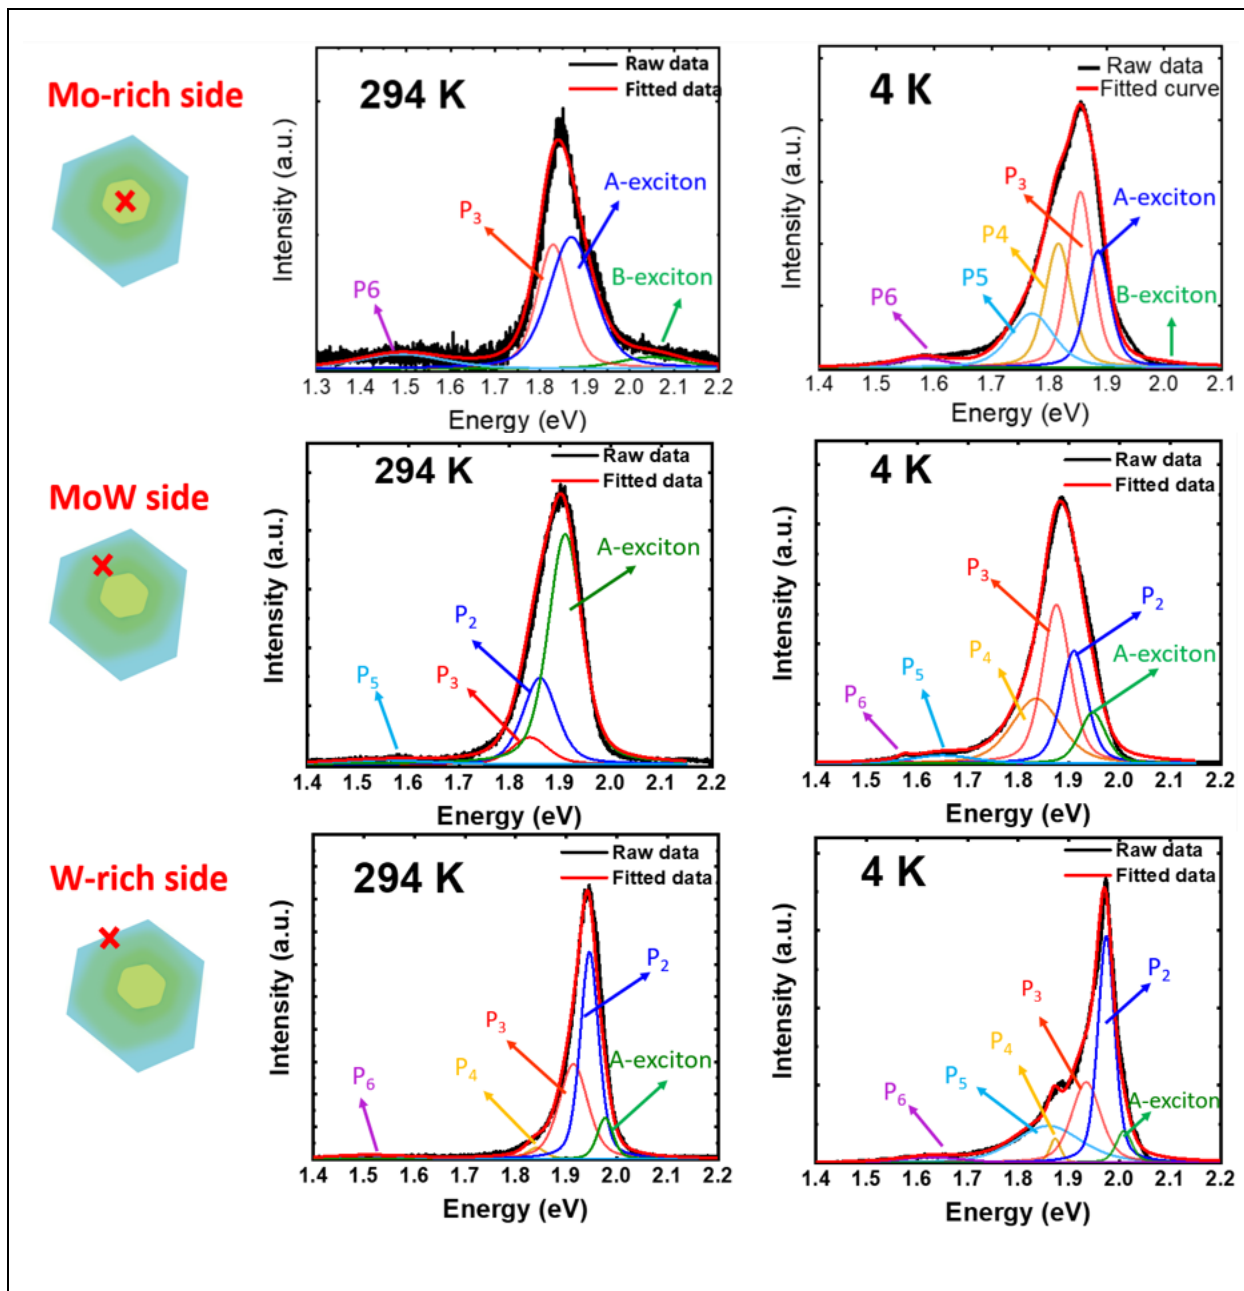 Mo-rich side
294 K
Raw data
Fitted data
P3
A-exciton
B-exciton
P6
Intensity (a.u.)
1.3 1.4 1.5 1.6 1.7 1.8 1.9 2.0 2.1 2.2
Energy (eV)
4 K
Raw data
Fitted curve
P3
A-exciton
P4
P5
P6
B-exciton
Intensity (a.u.)
1.4 1.5 1.6 1.7 1.8 1.9 2.0 2.1
Energy (eV)
MoW side
294 K
Raw data
Fitted data
A-exciton
P2
P3
P5
Intensity (a.u.)
1.4 1.5 1.6 1.7 1.8 1.9 2.0 2.1 2.2
Energy (eV)
4 K
Raw data
Fitted data
P3
P2
P4
A-exciton
P5
P6
Intensity (a.u.)
1.4 1.5 1.6 1.7 1.8 1.9 2.0 2.1 2.2
Energy (eV)
W-rich side
294 K
Raw data
Fitted data
P2
P3
P4
A-exciton
P6
Intensity (a.u.)
1.4 1.5 1.6 1.7 1.8 1.9 2.0 2.1 2.2
Energy (eV)
4 K
Raw data
Fitted data
P2
P3
P4
P5
P6
A-exciton
Intensity (a.u.)
1.4 1.5 1.6 1.7 1.8 1.9 2.0 2.1 2.2
Energy (eV)